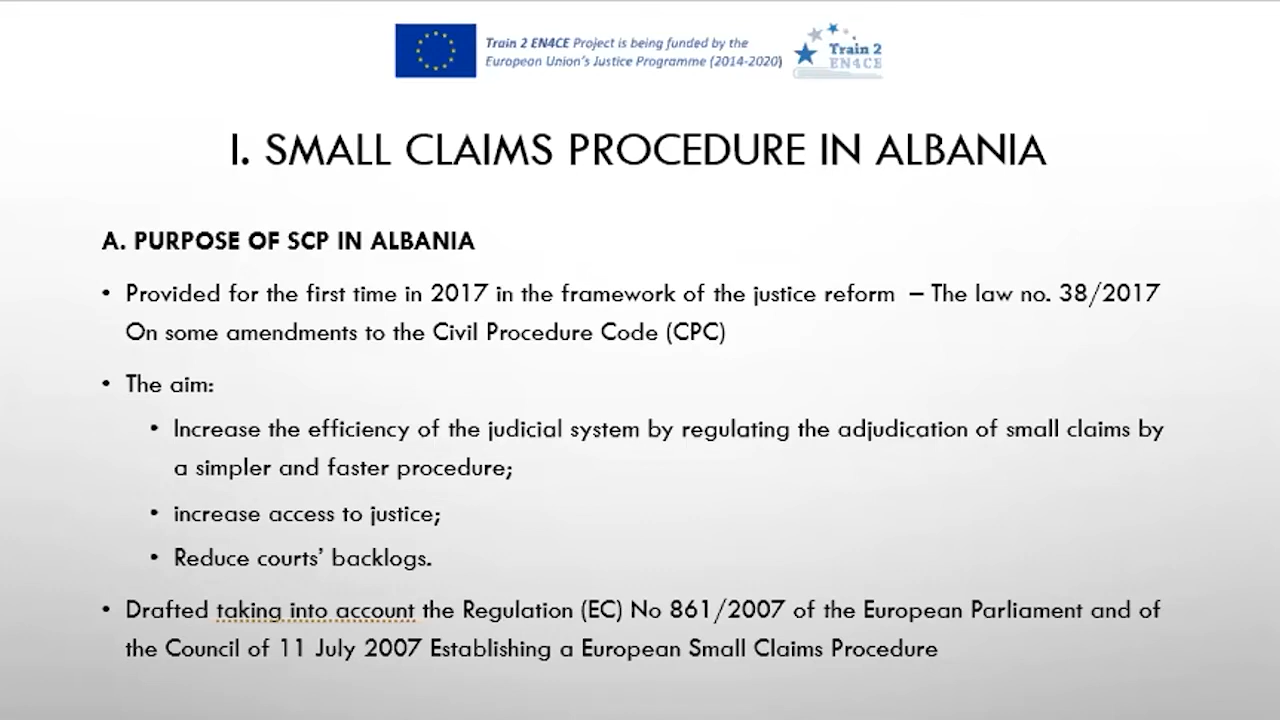 Train 2 EN4CE Project is being funded by the
European Union's Justice Programme (2014-2020)
Train 2
EN4CE
I. SMALL CLAIMS PROCEDURE IN ALBANIA
A. PURPOSE OF SCP IN ALBANIA
• Provided for the first time in 2017 in the framework of the justice reform – The law no. 38/2017
On some amendments to the Civil Procedure Code (CPC)
• The aim:
• Increase the efficiency of the judicial system by regulating the adjudication of small claims by
a simpler and faster procedure;
• increase access to justice;
• Reduce courts’ backlogs.
• Drafted taking into account the Regulation (EC) No 861/2007 of the European Parliament and of
the Council of 11 July 2007 Establishing a European Small Claims Procedure